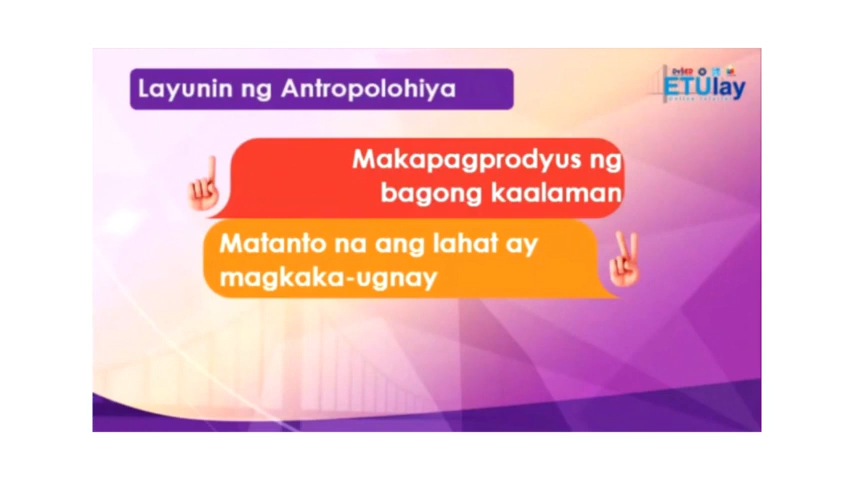 Layunin ng Antropolohiya
ETUlay
Makapagprodyus ng
bagong kaalaman
Matanto na ang lahat ay
magkaka-ugnay